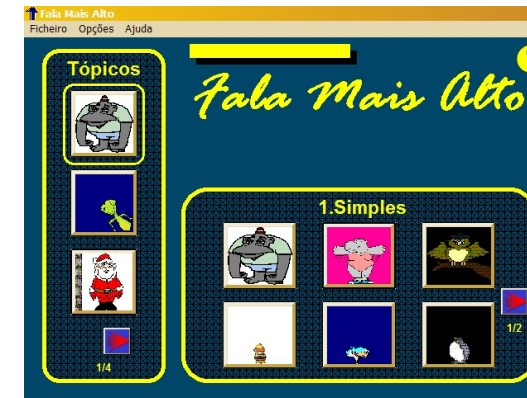 Fala Mais Alto
Ficheiro Opções Ajuda
Tópicos
Fala Mais Alto
1.Simples
1/2
1/4